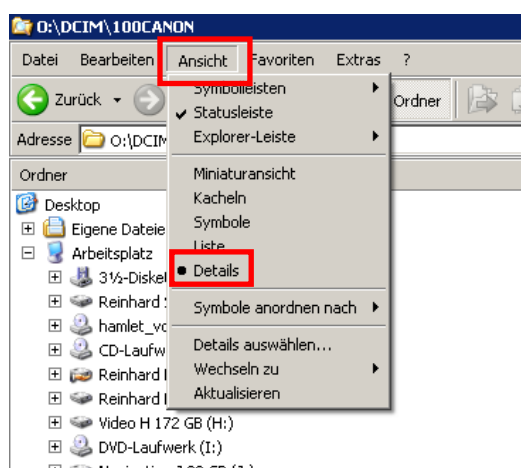 O:\DCIM\100CANON
Datei Bearbeiten Ansicht Favoriten Extras ?
Zurück Ordner
Adresse O:\DCIM
Ordner
Symbolleisten
Statusleiste
Explorer-Leiste
Miniaturansicht
Kacheln
Symbole
Liste
Details
Symbole anordnen nach
Details auswählen...
Wechseln zu
Aktualisieren
Desktop
Eigene Dateie
Arbeitsplatz
3½-Diske
Reinhard
hamlet_vo
CD-Laufw
Reinhard
Reinhard
Video H 172 GB (H:)
DVD-Laufwerk (I:)